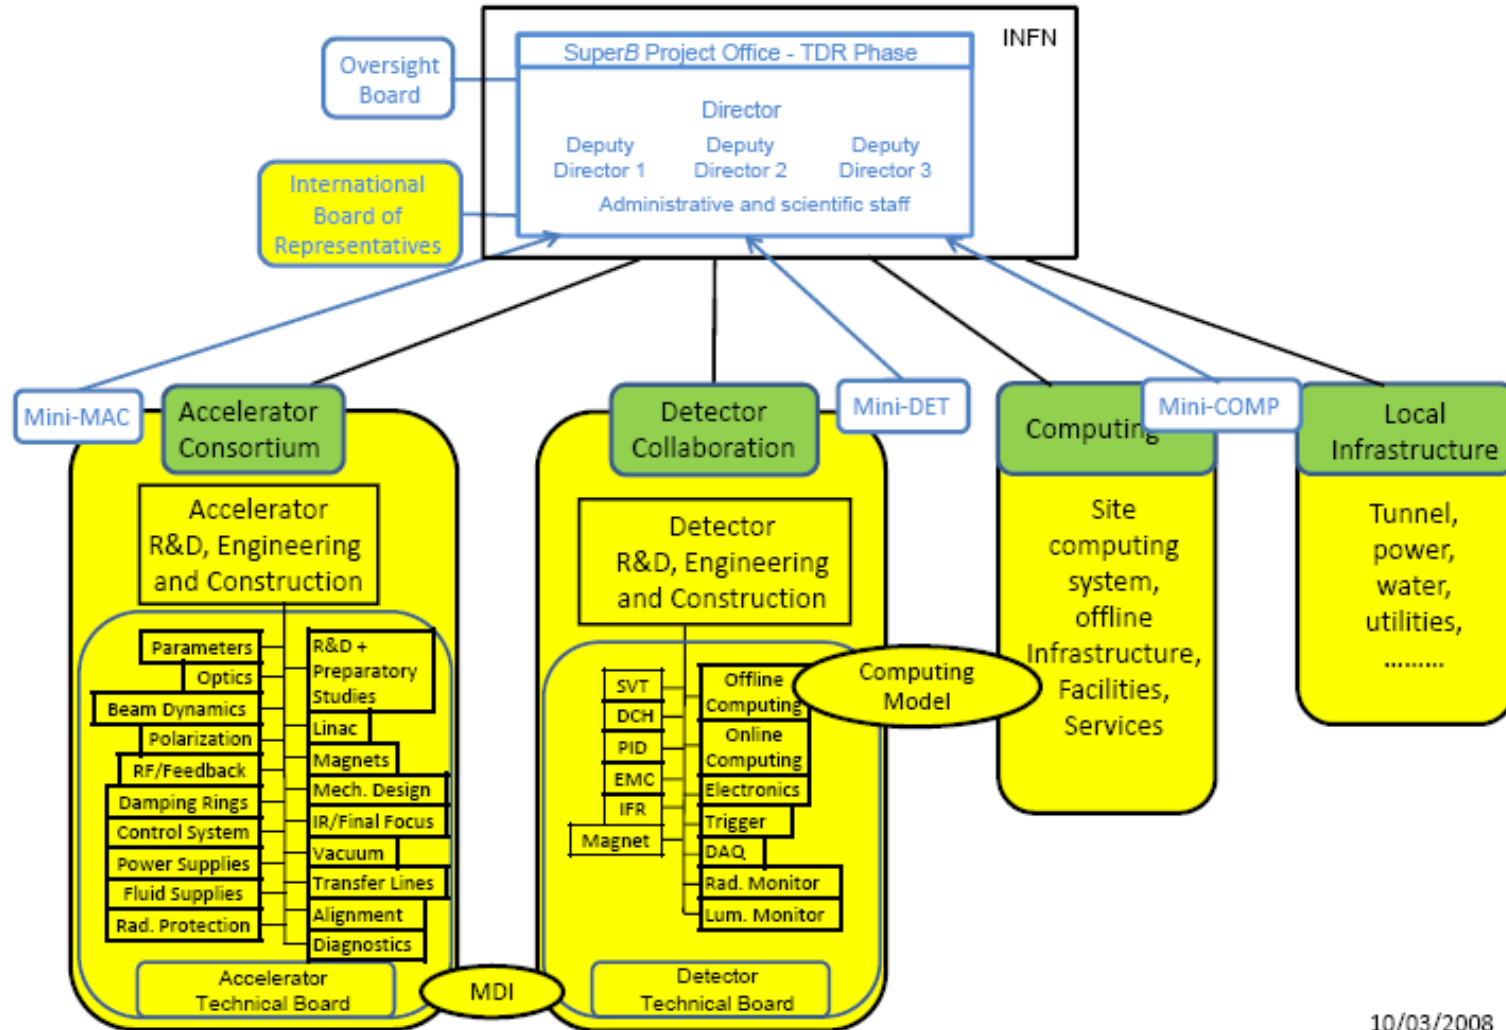 INFN
SuperB Project Office - TDR Phase
Oversight
Board
Director
Deputy
Director 1
Deputy
Director 2
Deputy
Director 3
Administrative and scientific staff
International
Board of
Representatives
Mini-MAC
Accelerator
Consortium
Detector
Collaboration
Mini-DET
Computing
Mini-COMP
Local
Infrastructure
Accelerator
R&D, Engineering
and Construction
Parameters
Optics
Beam Dynamics
Polarization
RF/Feedback
Damping Rings
Control System
Power Supplies
Fluid Supplies
Rad. Protection
R&D +
Preparatory
Studies
Linac
Magnets
Mech. Design
IR/Final Focus
Vacuum
Transfer Lines
Alignment
Diagnostics
Accelerator
Technical Board
MDI
Detector
R&D, Engineering
and Construction
SVT
DCH
PID
EMC
IFR
Magnet
Offline
Computing
Online
Computing
Electronics
Trigger
DAQ
Rad. Monitor
Lum. Monitor
Detector
Technical Board
Computing
Model
Site
computing
system,
offline
Infrastructure,
Facilities,
Services
Tunnel,
power,
water,
utilities,
.........
10/03/2008